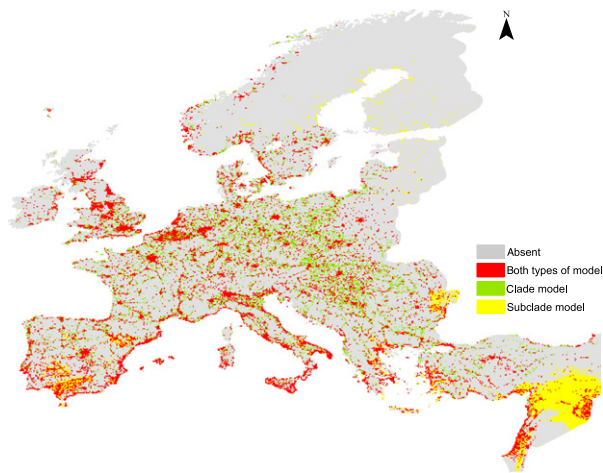 N
Absent
Both types of model
Clade model
Subclade model